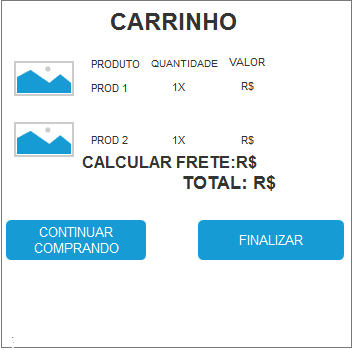 CARRINHO
PRODUTO QUANTIDADE VALOR
PROD 1 1X R$
PROD 2 1X R$
CALCULAR FRETE:R$
TOTAL: R$
CONTINUAR
COMPRANDO
FINALIZAR